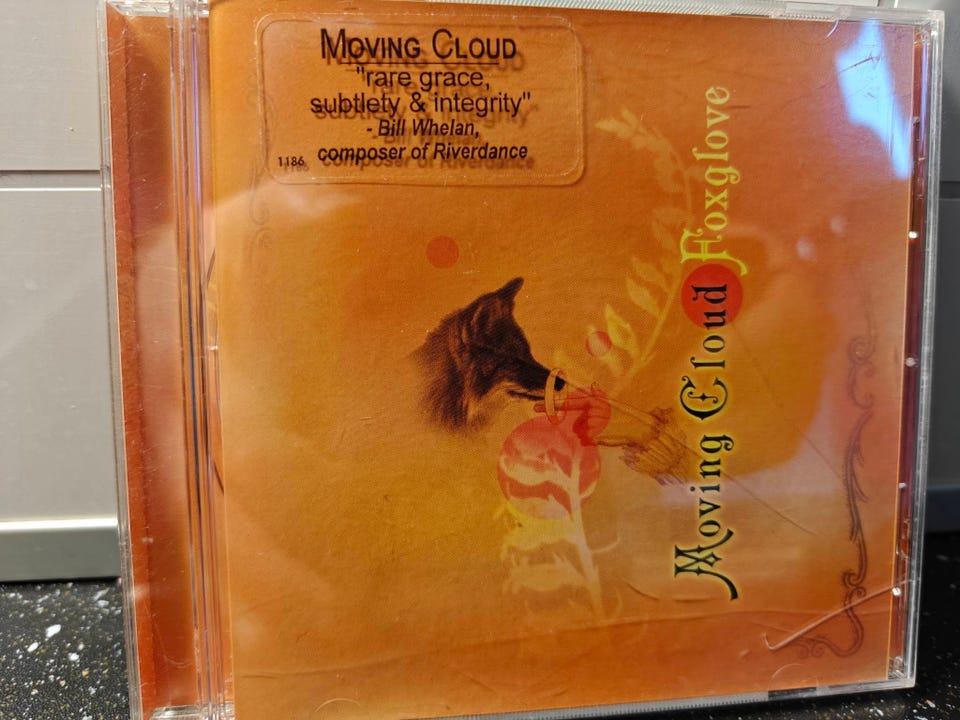 MOVING CLOUD
"rare grace,
subtlety & integrity"
- Bill Whelan,
1186 composer of Riverdance
Moving Cloud Foxglove